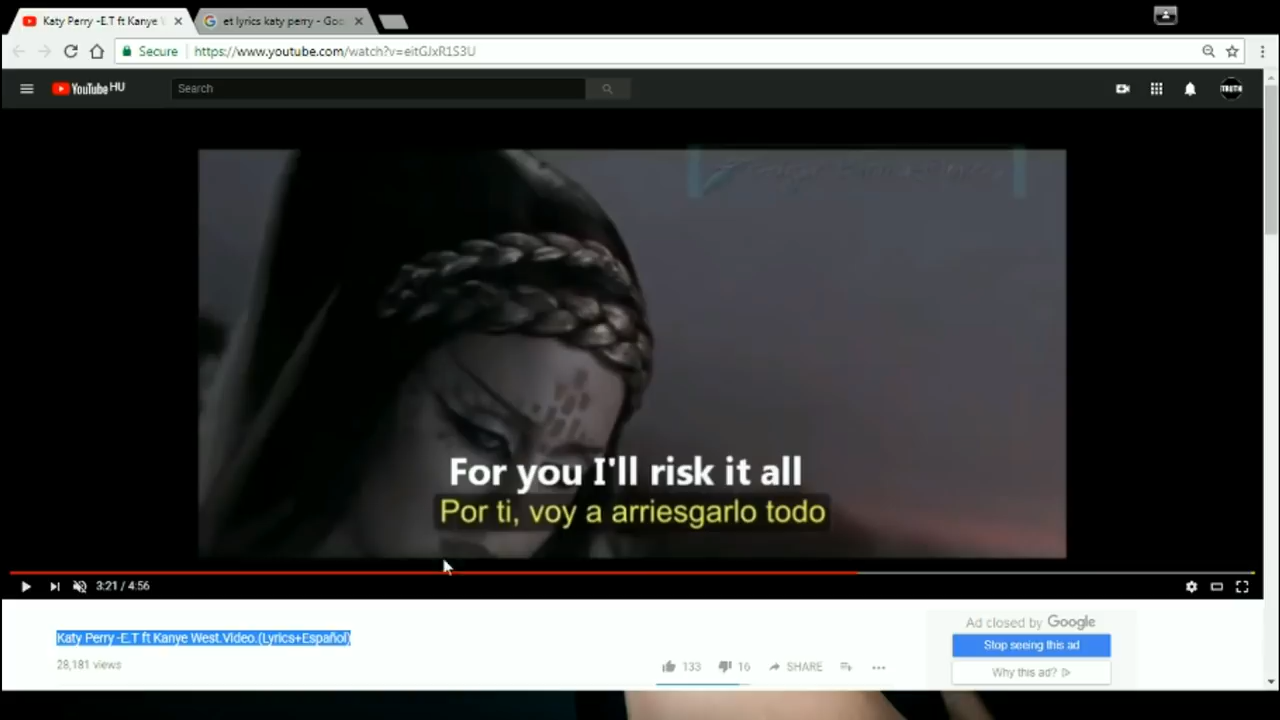 Katy Perry -E.T ft Kanye W
et lyrics katy perry - Goo
Secure
https://www.youtube.com/watch?v=eitGJxR1S3U
YouTube HU
Search
TRUTH
For you I'll risk it all
Por ti, voy a arriesgarlo todo
3:21 / 4:56
Katy Perry -E.T ft Kanye West.Video.(Lyrics+Español)
28,181 views
133
16
SHARE
Ad closed by Google
Stop seeing this ad
Why this ad?